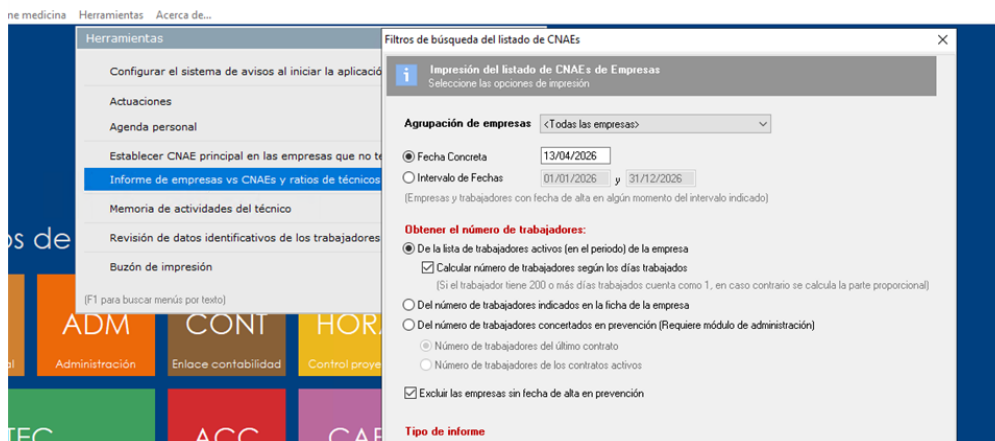 ne medicina Herramientas Acerca de...
Herramientas
Configurar el sistema de avisos al iniciar la aplicació
Actuaciones
Agenda personal
Establecer CNAE principal en las empresas que no te
Informe de empresas vs CNAEs y ratios de técnicos
Memoria de actividades del técnico
Revisión de datos identificativos de los trabajadores
Buzón de impresión
(F1 para buscar menús por texto)
os de
ADM
Administración
CONT
Enlace contabilidad
HOR
Control proye
al
TEC
ACC
CAE
Filtros de búsqueda del listado de CNAEs
Impresión del listado de CNAEs de Empresas
Seleccione las opciones de impresión
Agrupación de empresas <Todas las empresas>
Fecha Concreta 13/04/2026
Intervalo de Fechas 01/01/2026 y 31/12/2026
(Empresas y trabajadores con fecha de alta en algún momento del intervalo indicado)
Obtener el número de trabajadores:
De la lista de trabajadores activos (en el periodo) de la empresa
Calcular número de trabajadores según los días trabajados
(Si el trabajador tiene 200 o más días trabajados cuenta como 1, en caso contrario se calcula la parte proporcional)
Del número de trabajadores indicados en la ficha de la empresa
Del número de trabajadores concertados en prevención (Requiere módulo de administración)
Número de trabajadores del último contrato
Número de trabajadores de los contratos activos
Excluir las empresas sin fecha de alta en prevención
Tipo de informe